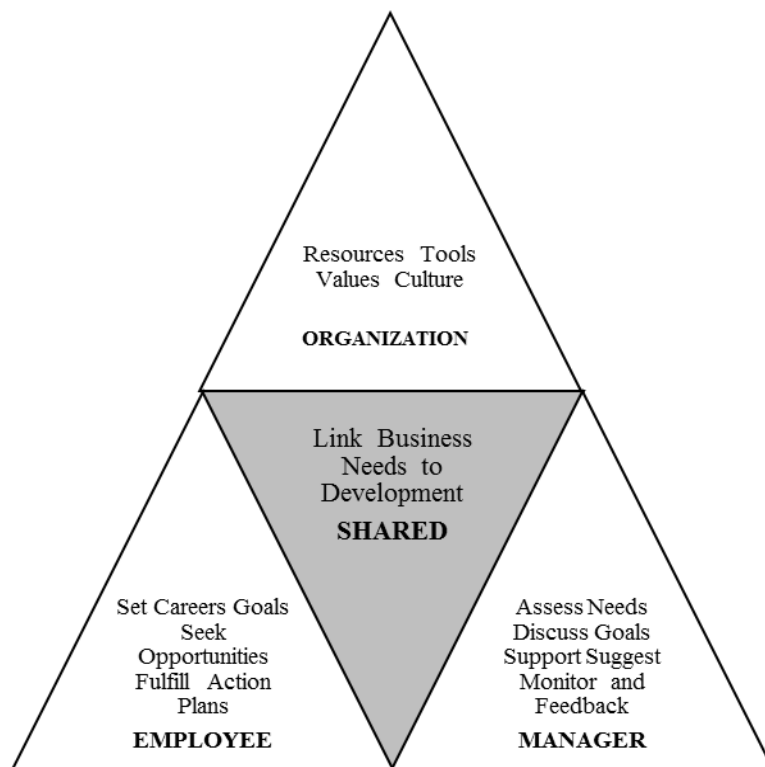 Resources Tools
Values Culture
ORGANIZATION
Link Business
Needs to
Development
SHARED
Set Careers Goals
Seek
Opportunities
Fulfill Action
Plans
EMPLOYEE
Assess Needs
Discuss Goals
Support Suggest
Monitor and
Feedback
MANAGER